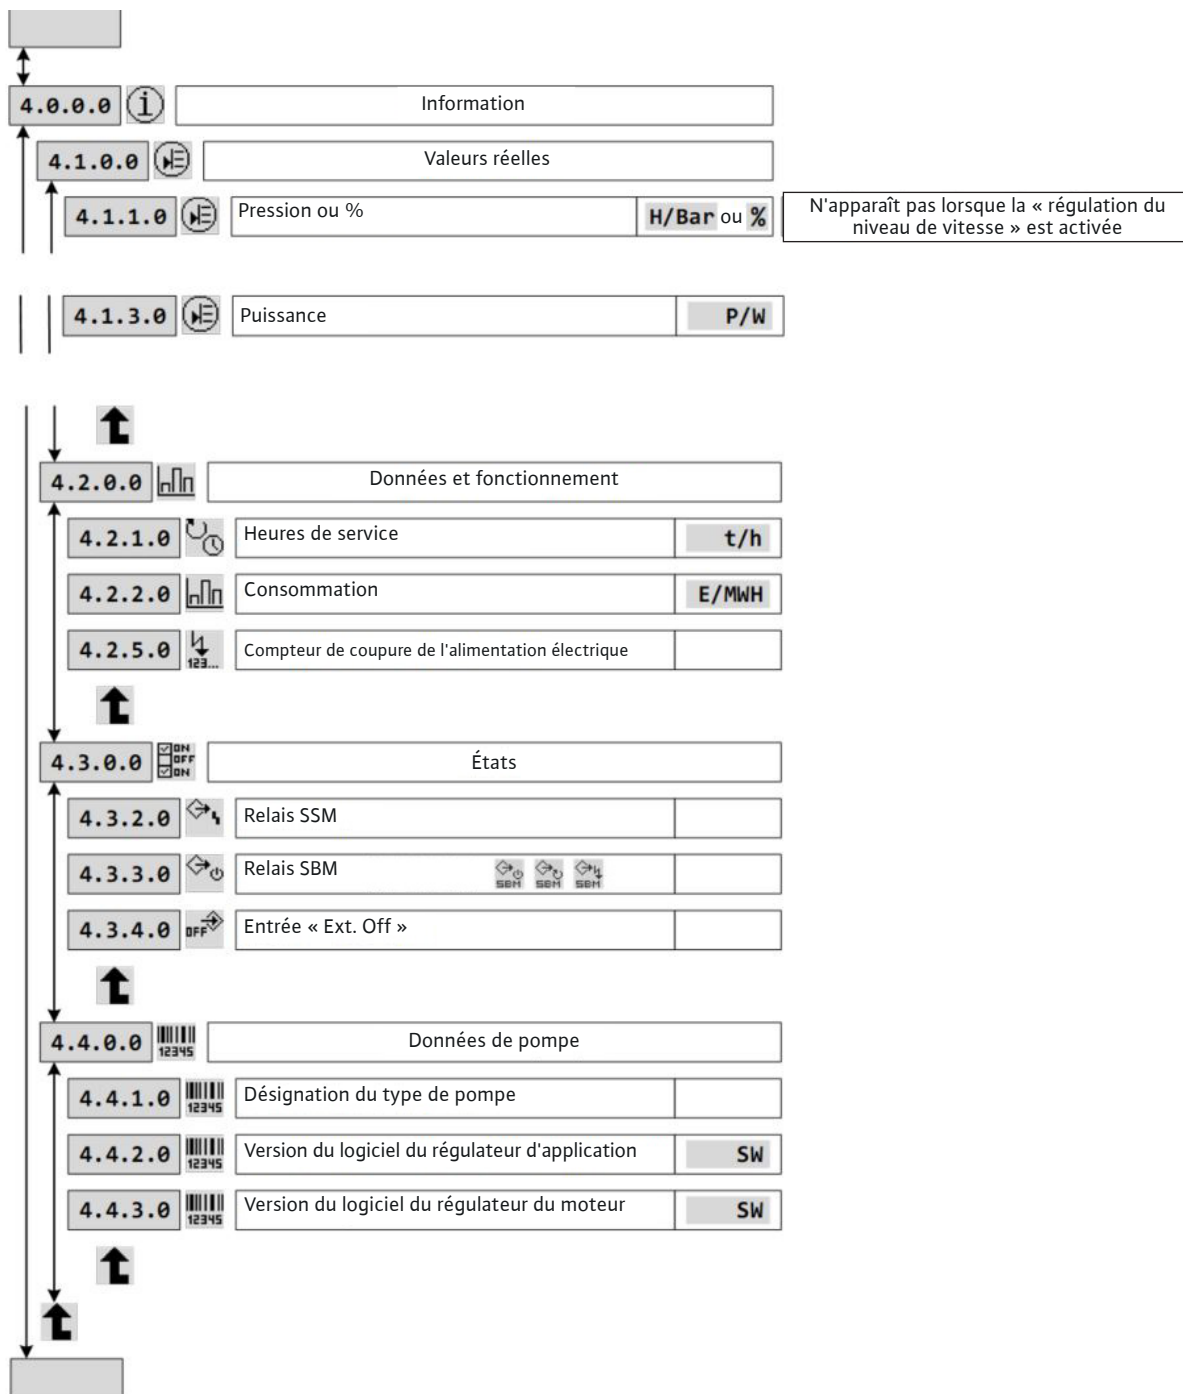 4.0.0.0 i Information
4.1.0.0 Valeurs réelles
4.1.1.0 Pression ou % H/Bar ou % N'apparaît pas lorsque la « régulation du
niveau de vitesse » est activée
4.1.3.0 Puissance P/W
4.2.0.0 Données et fonctionnement
4.2.1.0 Heures de service t/h
4.2.2.0 Consommation E/MWH
4.2.5.0 123... Compteur de coupure de l'alimentation électrique
4.3.0.0 ON OFF ON États
4.3.2.0 Relais SSM
4.3.3.0 Relais SBM SBM SBM SBM
4.3.4.0 OFF Entrée « Ext. Off »
4.4.0.0 12345 Données de pompe
4.4.1.0 12345 Désignation du type de pompe
4.4.2.0 12345 Version du logiciel du régulateur d'application SW
4.4.3.0 12345 Version du logiciel du régulateur du moteur SW